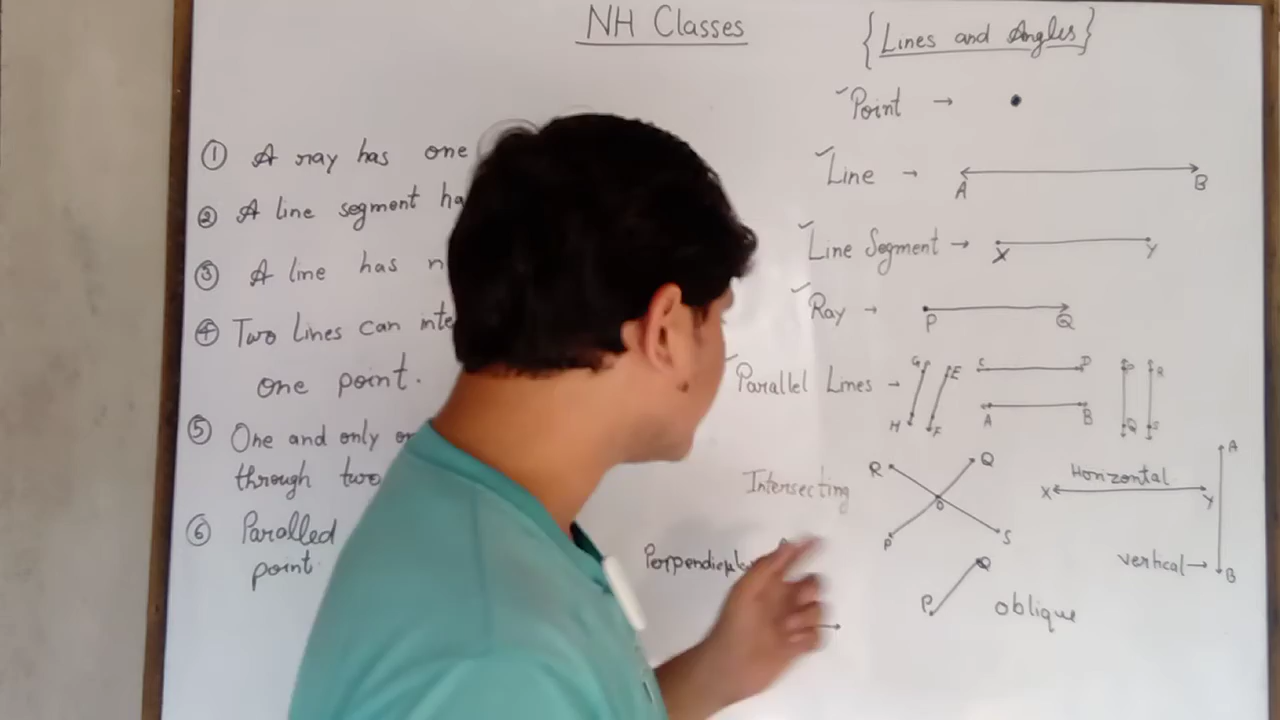 NH Classes
{Lines and Angles}
① A ray has one
② A line segment ha
③ A line has n
④ Two Lines can inte
one point.
⑤ One and only on
through two
⑥ Paralled
point
Point →
Line →
A B
Line Segment →
X Y
Ray →
P Q
Parallel Lines →
G E C D P R
H F A B Q S
Intersecting
R Q
O
P S
Horizontal
X Y
A
vertical →
B
Perpendicular
P Q
oblique